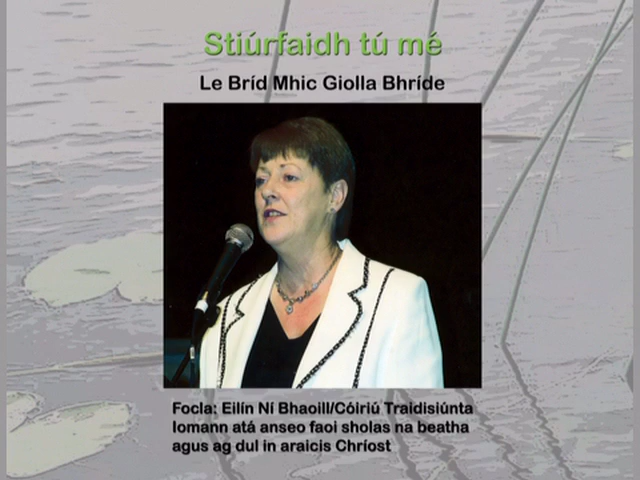 Stiúrfaidh tú mé
Le Bríd Mhic Giolla Bhríde
Focla: Eilín Ní Bhaoill/Cóiriú Traidisiúnta
Iomann atá anseo faoi sholas na beatha
agus ag dul in araicis Chríost